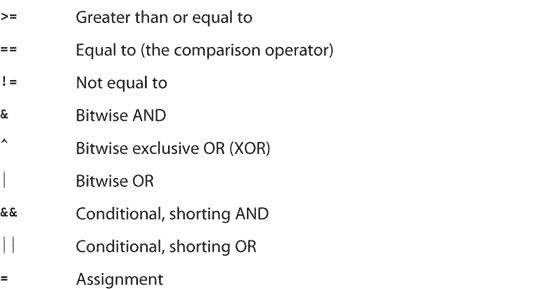 >= Greater than or equal to
== Equal to (the comparison operator)
!= Not equal to
& Bitwise AND
^ Bitwise exclusive OR (XOR)
| Bitwise OR
&& Conditional, shorting AND
|| Conditional, shorting OR
= Assignment